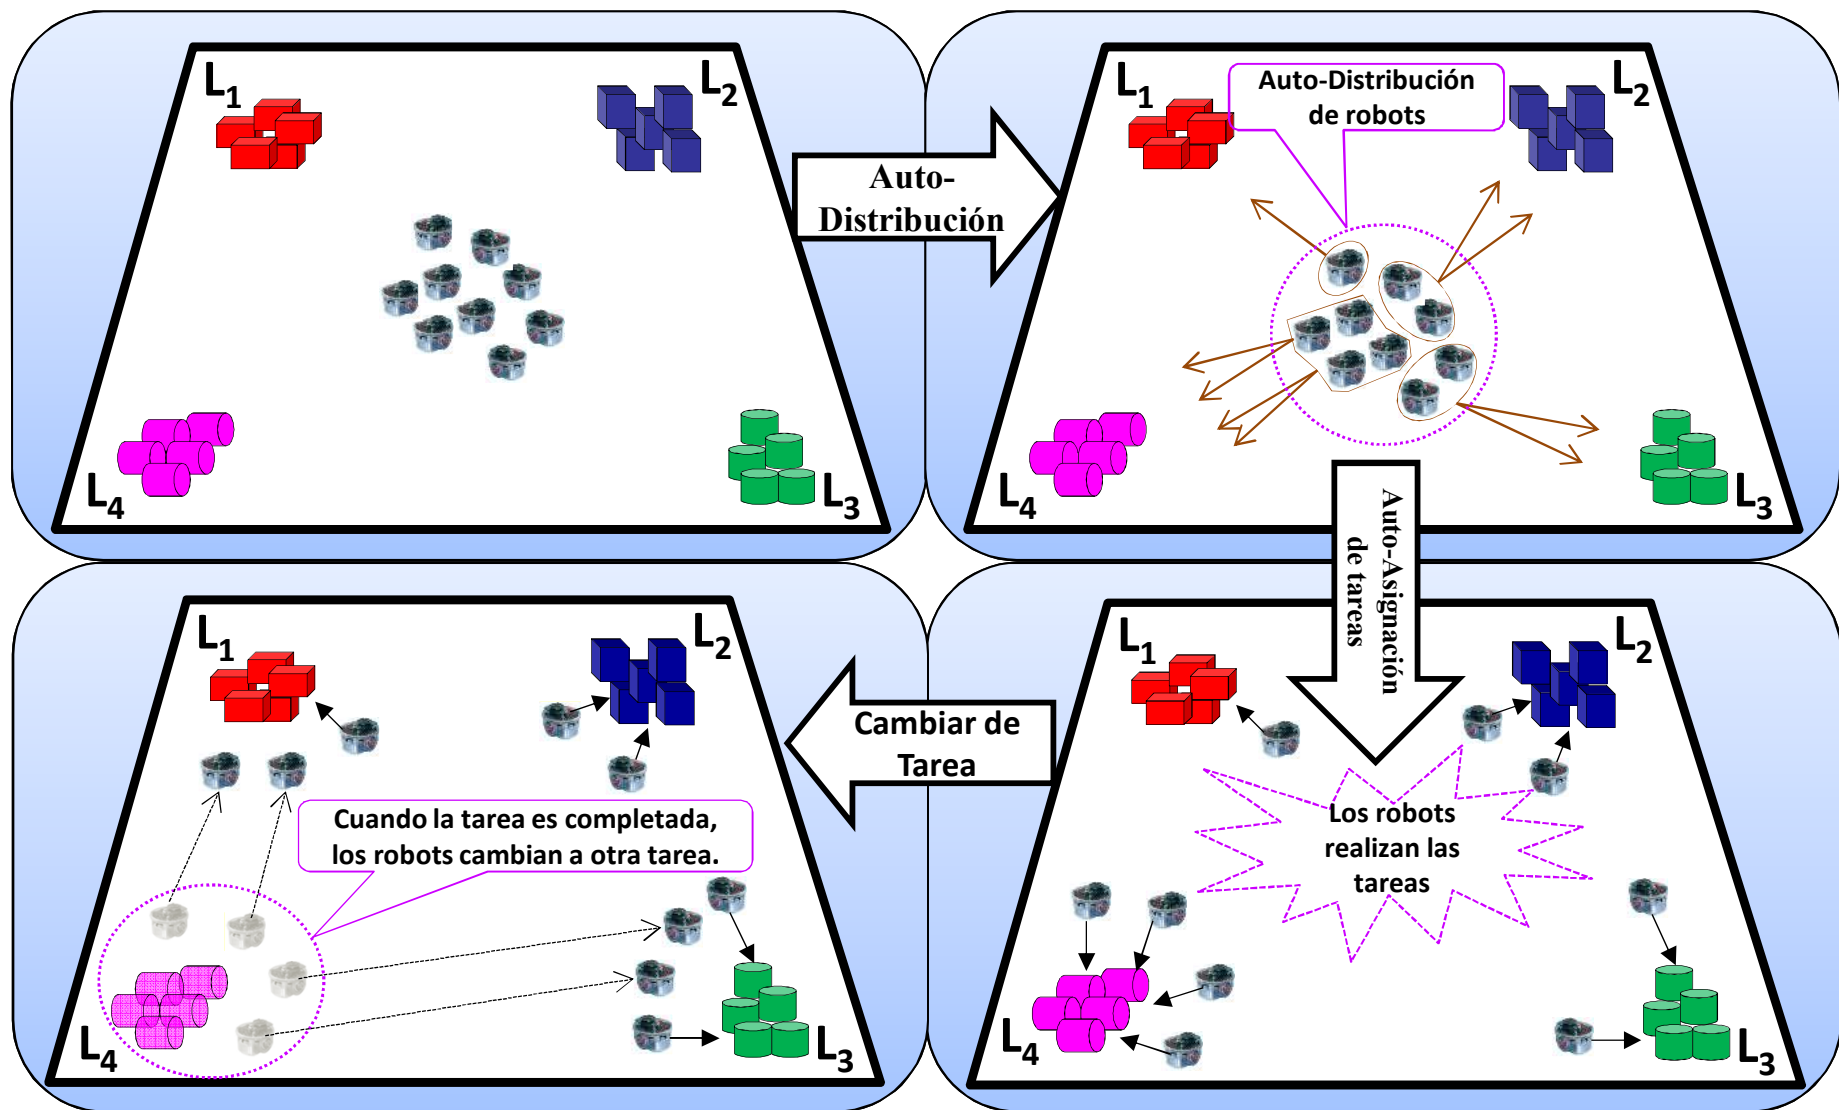 L1
L2
L4
L3
Auto-
Distribución
L1
Auto-Distribución
de robots
L2
L4
L3
Auto-Asignación
de tareas
L1
L2
Los robots
realizan las
tareas
L4
L3
Cambiar de
Tarea
L1
L2
Cuando la tarea es completada,
los robots cambian a otra tarea.
L4
L3